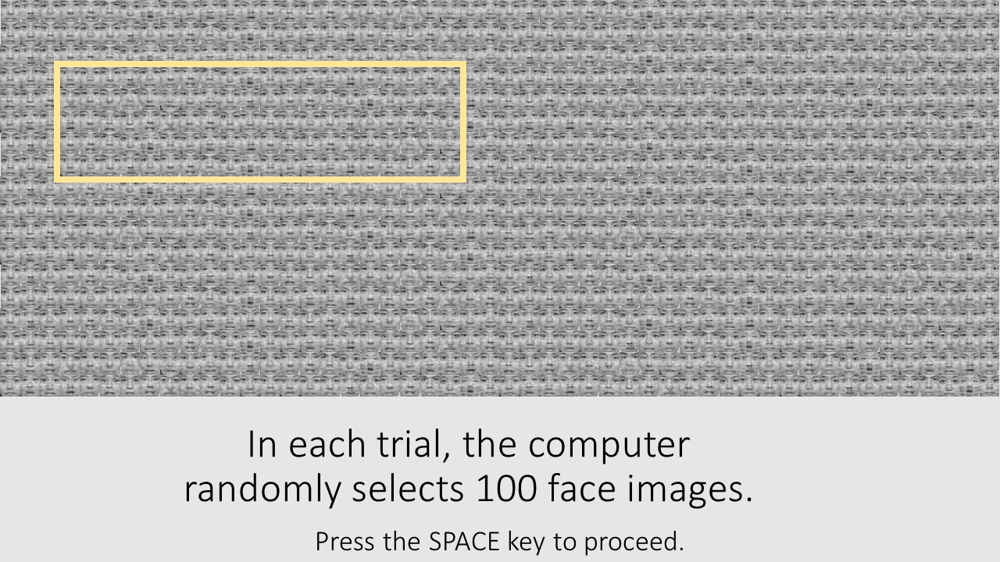 In each trial, the computer
randomly selects 100 face images.
Press the SPACE key to proceed.